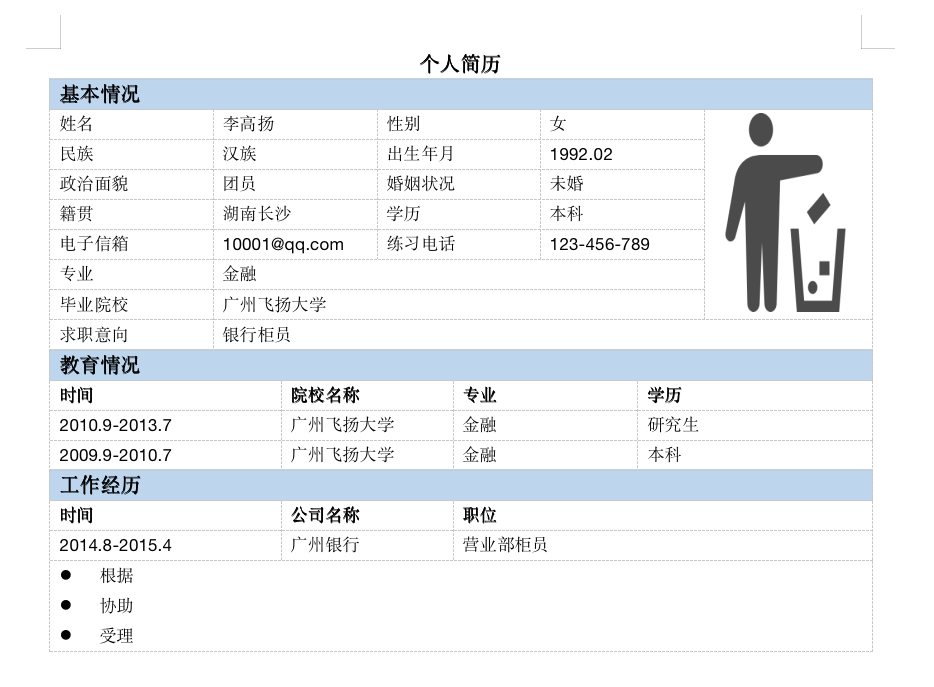 个人简历
基本情况
姓名 李高扬 性别 女
民族 汉族 出生年月 1992.02
政治面貌 团员 婚姻状况 未婚
籍贯 湖南长沙 学历 本科
电子信箱 10001@qq.com 练习电话 123-456-789
专业 金融
毕业院校 广州飞扬大学
求职意向 银行柜员
教育情况
时间 院校名称 专业 学历
2010.9-2013.7 广州飞扬大学 金融 研究生
2009.9-2010.7 广州飞扬大学 金融 本科
工作经历
时间 公司名称 职位
2014.8-2015.4 广州银行 营业部柜员
● 根据
● 协助
● 受理